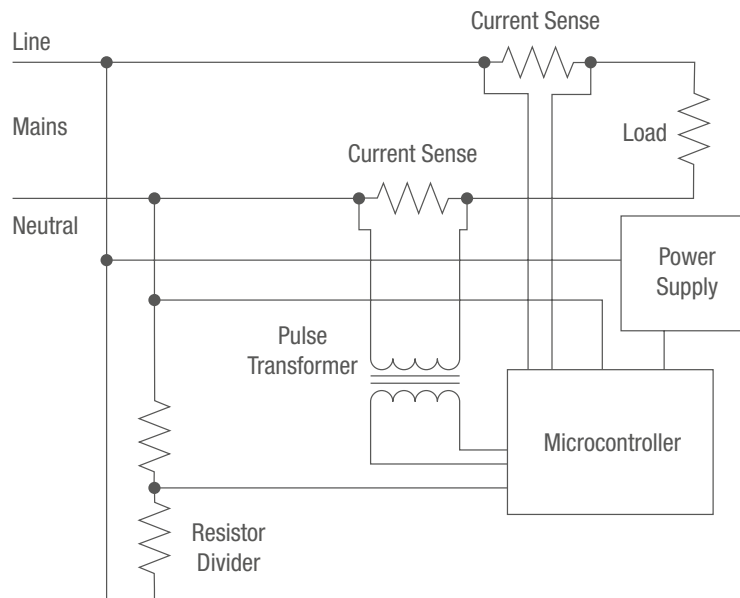 Current Sense
Line
Mains
Load
Current Sense
Neutral
Power
Supply
Pulse
Transformer
Microcontroller
Resistor
Divider